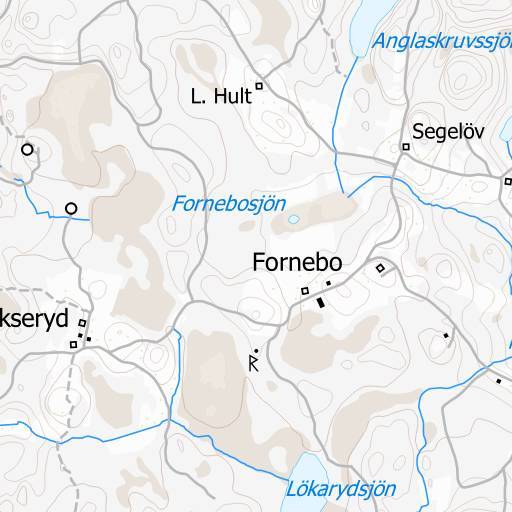 Anglaskruvssjön
L. Hult
Segelöv
Fornebosjön
Fornebo
kseryd
ᚱ
Lökarydsjön